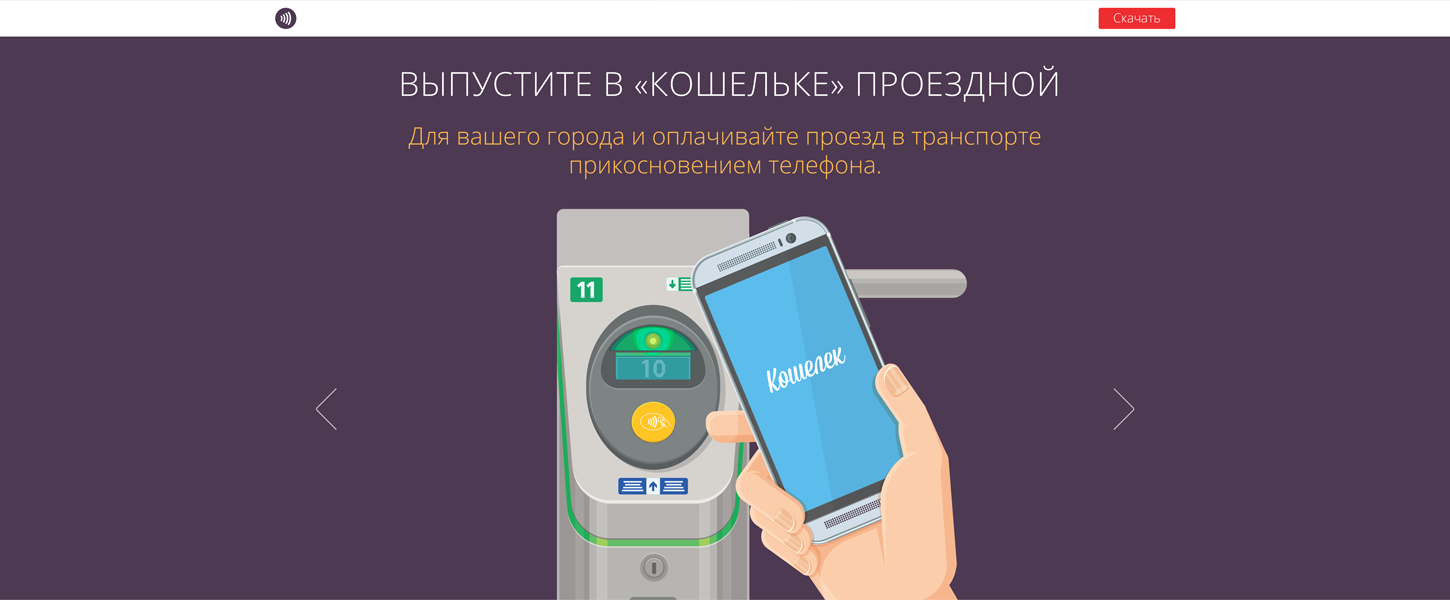 Скачать
ВЫПУСТИТЕ В «КОШЕЛЬКЕ» ПРОЕЗДНОЙ
Для вашего города и оплачивайте проезд в транспорте
прикосновением телефона.
11
10
Кошелек